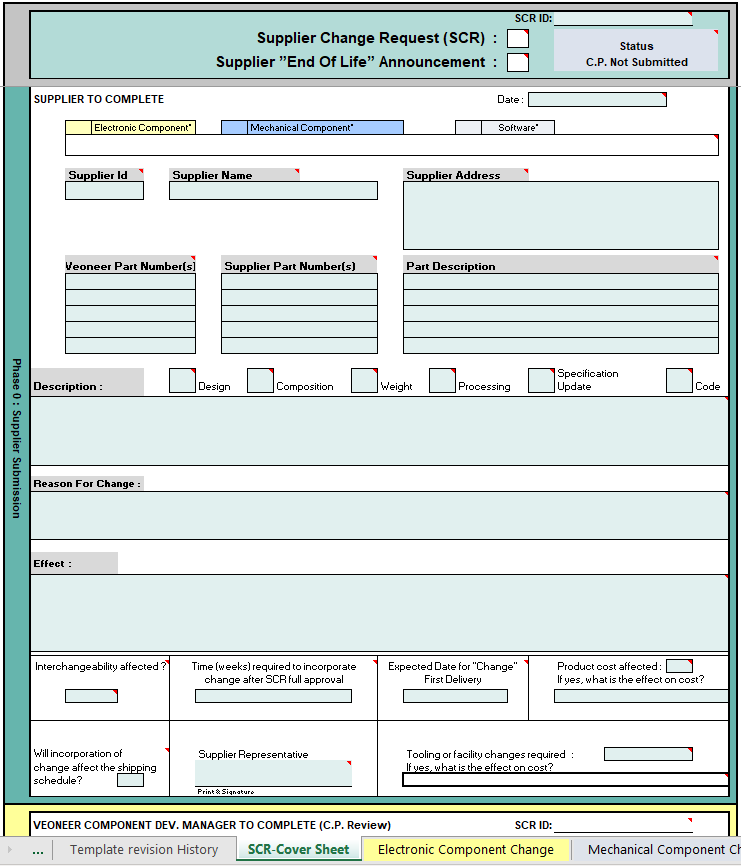 SCR ID:
Supplier Change Request (SCR) :
Supplier ”End Of Life” Announcement :
Status
C.P. Not Submitted
SUPPLIER TO COMPLETE
Date :
Electronic Component*
Mechanical Component*
Software*
Supplier Id
Supplier Name
Supplier Address
Veoneer Part Number(s)
Supplier Part Number(s)
Part Description
Phase 0 : Supplier Submission
Description :
Design
Composition
Weight
Processing
Specification
Update
Code
Reason For Change :
Effect :
Interchangeability affected ?
Time (weeks) required to incorporate
change after SCR full approval
Expected Date for "Change"
First Delivery
Product cost affected :
If yes, what is the effect on cost?
Will incorporation of
change affect the shipping
schedule?
Supplier Representative
Print & Signature
Tooling or facility changes required :
If yes, what is the effect on cost?
VEONEER COMPONENT DEV. MANAGER TO COMPLETE (C.P. Review)
SCR ID:
...
Template revision History
SCR-Cover Sheet
Electronic Component Change
Mechanical Component Ch